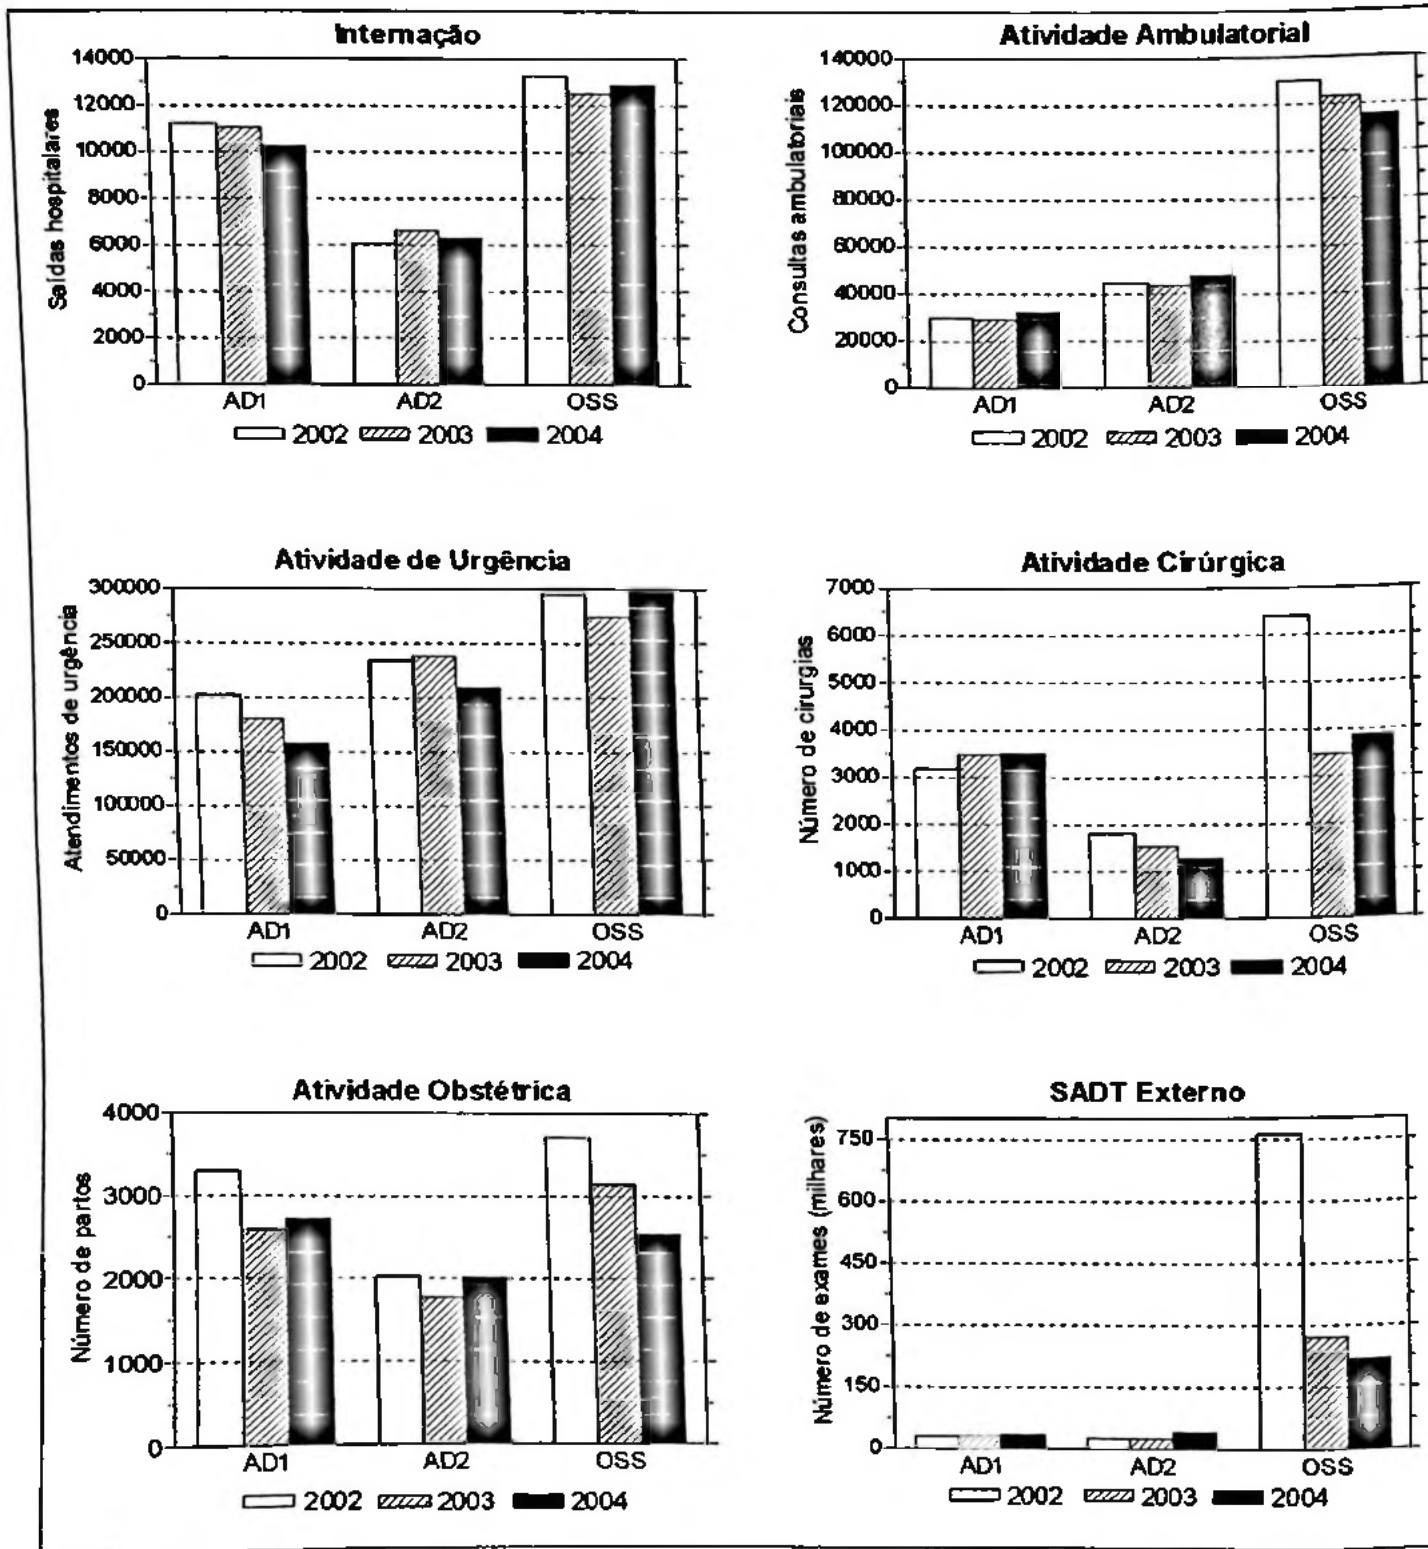 Internação
Saídas hospitalares
14000
12000
10000
8000
6000
4000
2000
0
AD1 AD2 OSS
2002 2003 2004
Atividade Ambulatorial
Consultas ambulatoriais
140000
120000
100000
80000
60000
40000
20000
0
AD1 AD2 OSS
2002 2003 2004
Atividade de Urgência
Atendimentos de urgência
300000
250000
200000
150000
100000
50000
0
AD1 AD2 OSS
2002 2003 2004
Atividade Cirúrgica
Número de cirurgias
7000
6000
5000
4000
3000
2000
1000
0
AD1 AD2 OSS
2002 2003 2004
Atividade Obstétrica
Número de partos
4000
3000
2000
1000
0
AD1 AD2 OSS
2002 2003 2004
SADT Externo
Número de exames (milhares)
750
600
450
300
150
0
AD1 AD2 OSS
2002 2003 2004